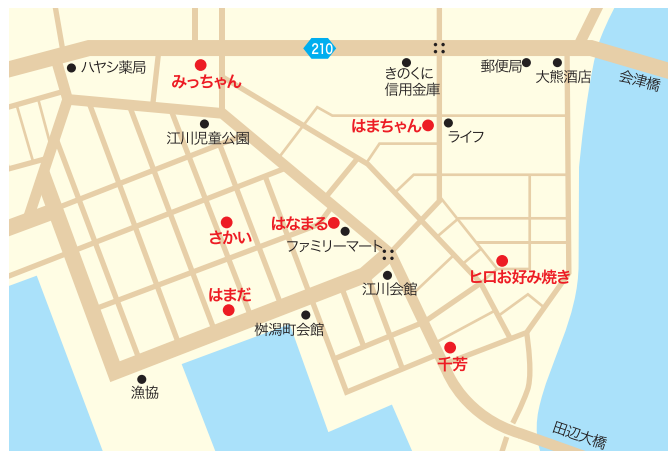 210
ハヤシ薬局
みっちゃん
きのくに
信用金庫
郵便局
大熊酒店
会津橋
江川児童公園
はまちゃん
ライフ
さかい
はなまる
ファミリーマート
ヒロお好み焼き
江川会館
はまだ
桝潟町会館
千芳
漁協
田辺大橋